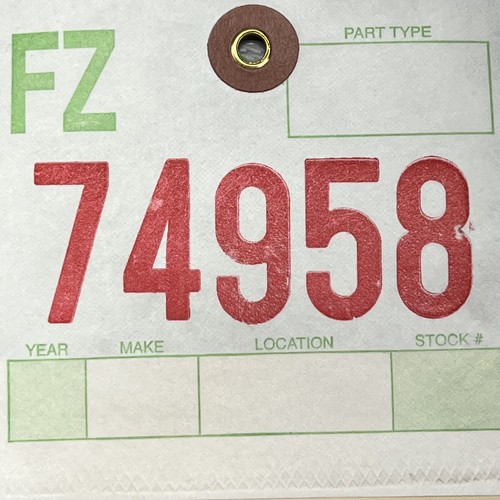 FZ
PART TYPE
74958
YEAR MAKE LOCATION STOCK #